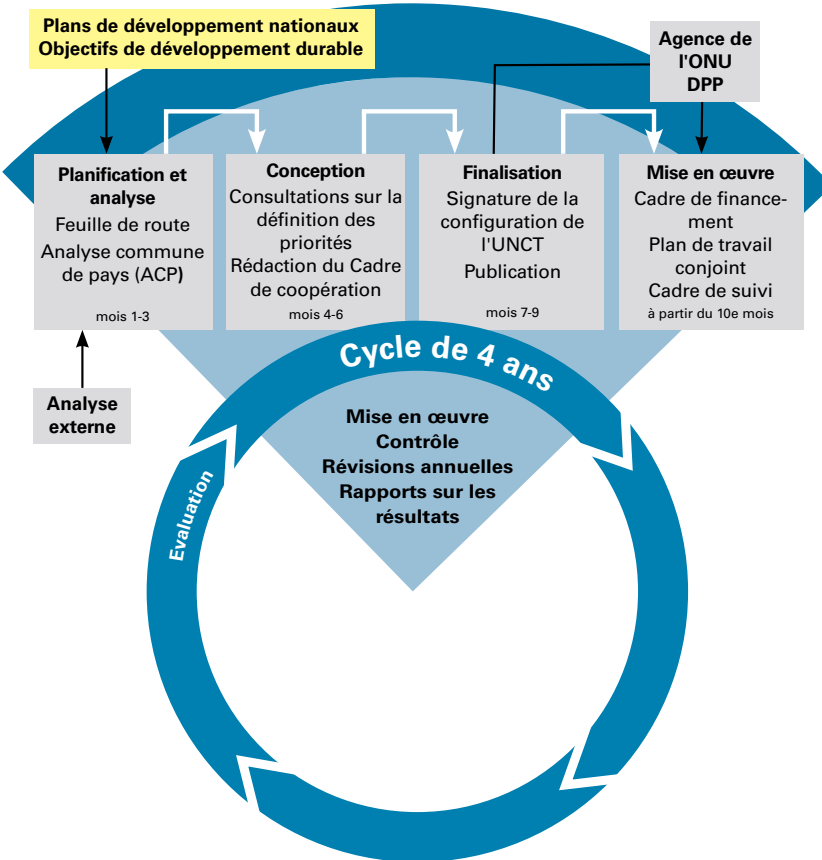 Plans de développement nationaux
Objectifs de développement durable
Agence de
l'ONU
DPP
Planification et
analyse
Feuille de route
Analyse commune
de pays (ACP)
mois 1-3
Conception
Consultations sur la
définition des
priorités
Rédaction du Cadre
de coopération
mois 4-6
Finalisation
Signature de la
configuration de
l'UNCT
Publication
mois 7-9
Mise en œuvre
Cadre de finance-
ment
Plan de travail
conjoint
Cadre de suivi
à partir du 10e mois
Analyse
externe
Cycle de 4 ans
Mise en œuvre
Contrôle
Révisions annuelles
Rapports sur les
résultats
Evaluation